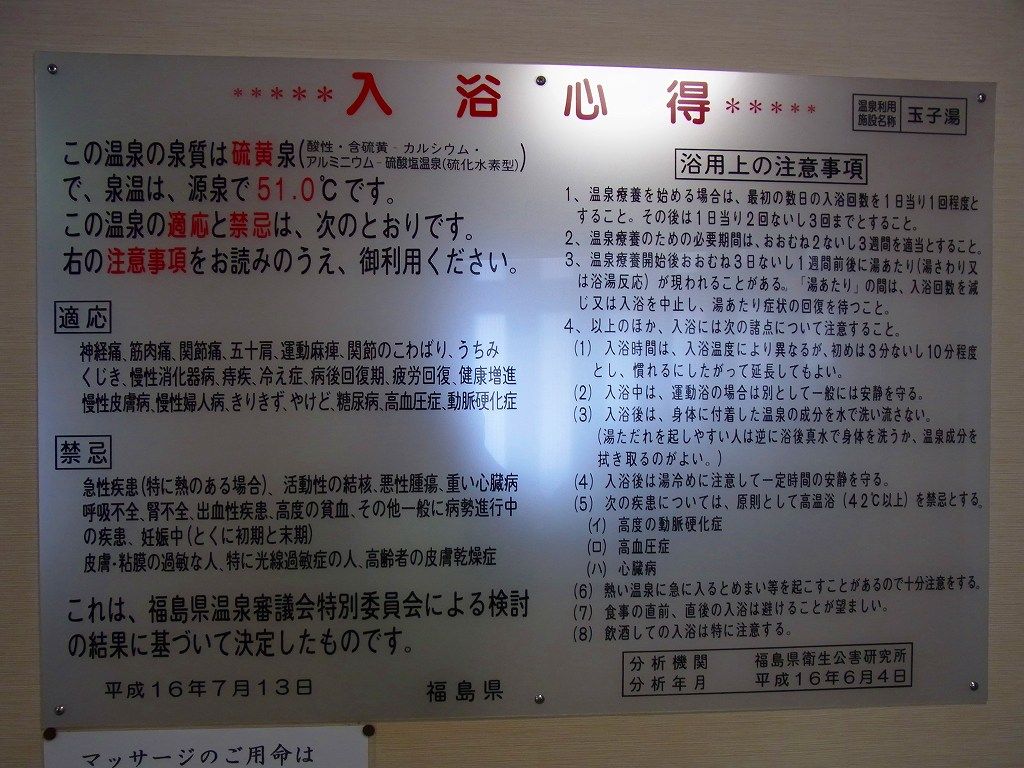 *****入浴心得*****
温泉利用
施設名称
玉子湯
この温泉の泉質は硫黄泉(酸性・含硫黄-カルシウム・
アルミニウム-硫酸塩温泉(硫化水素型))
で、泉温は、源泉で51.0℃です。
この温泉の適応と禁忌は、次のとおりです。
右の注意事項をお読みのうえ、御利用ください。
適応
神経痛、筋肉痛、関節痛、五十肩、運動麻痺、関節のこわばり、うちみ
くじき、慢性消化器病、痔疾、冷え症、病後回復期、疲労回復、健康増進
慢性皮膚病、慢性婦人病、きりきず、やけど、糖尿病、高血圧症、動脈硬化症
禁忌
急性疾患(特に熱のある場合)、活動性の結核、悪性腫瘍、重い心臓病
呼吸不全、腎不全、出血性疾患、高度の貧血、その他一般に病勢進行中
の疾患、妊娠中(とくに初期と末期)
皮膚・粘膜の過敏な人、特に光線過敏症の人、高齢者の皮膚乾燥症
これは、福島県温泉審議会特別委員会による検討
の結果に基づいて決定したものです。
平成16年7月13日 福島県
浴用上の注意事項
1、温泉療養を始める場合は、最初の数日の入浴回数を1日当り1回程度と
すること。その後は1日当り2回ないし3回までとすること。
2、温泉療養のための必要期間は、おおむね2ないし3週間を適当とすること。
3、温泉療養開始後おおむね3日ないし1週間前後に湯あたり(湯さわり又
は浴湯反応)が現われることがある。「湯あたり」の間は、入浴回数を減
じ又は入浴を中止し、湯あたり症状の回復を待つこと。
4、以上のほか、入浴には次の諸点について注意すること。
(1) 入浴時間は、入浴温度により異なるが、初めは3分ないし10分程度
とし、慣れるにしたがって延長してもよい。
(2) 入浴中は、運動浴の場合は別として一般には安静を守る。
(3) 入浴後は、身体に付着した温泉の成分を水で洗い流さない。
(湯ただれを起しやすい人は逆に浴後真水で身体を洗うか、温泉成分を
拭き取るのがよい。)
(4) 入浴後は湯冷めに注意して一定時間の安静を守る。
(5) 次の疾患については、原則として高温浴(42℃以上)を禁忌とする。
(イ) 高度の動脈硬化症
(ロ) 高血圧症
(ハ) 心臓病
(6) 熱い温泉に急に入るとめまい等を起こすことがあるので十分注意をする。
(7) 食事の直前、直後の入浴は避けることが望ましい。
(8) 飲酒しての入浴は特に注意する。
分析機関 福島県衛生公害研究所
分析年月 平成16年6月4日
マッサージのご用命は